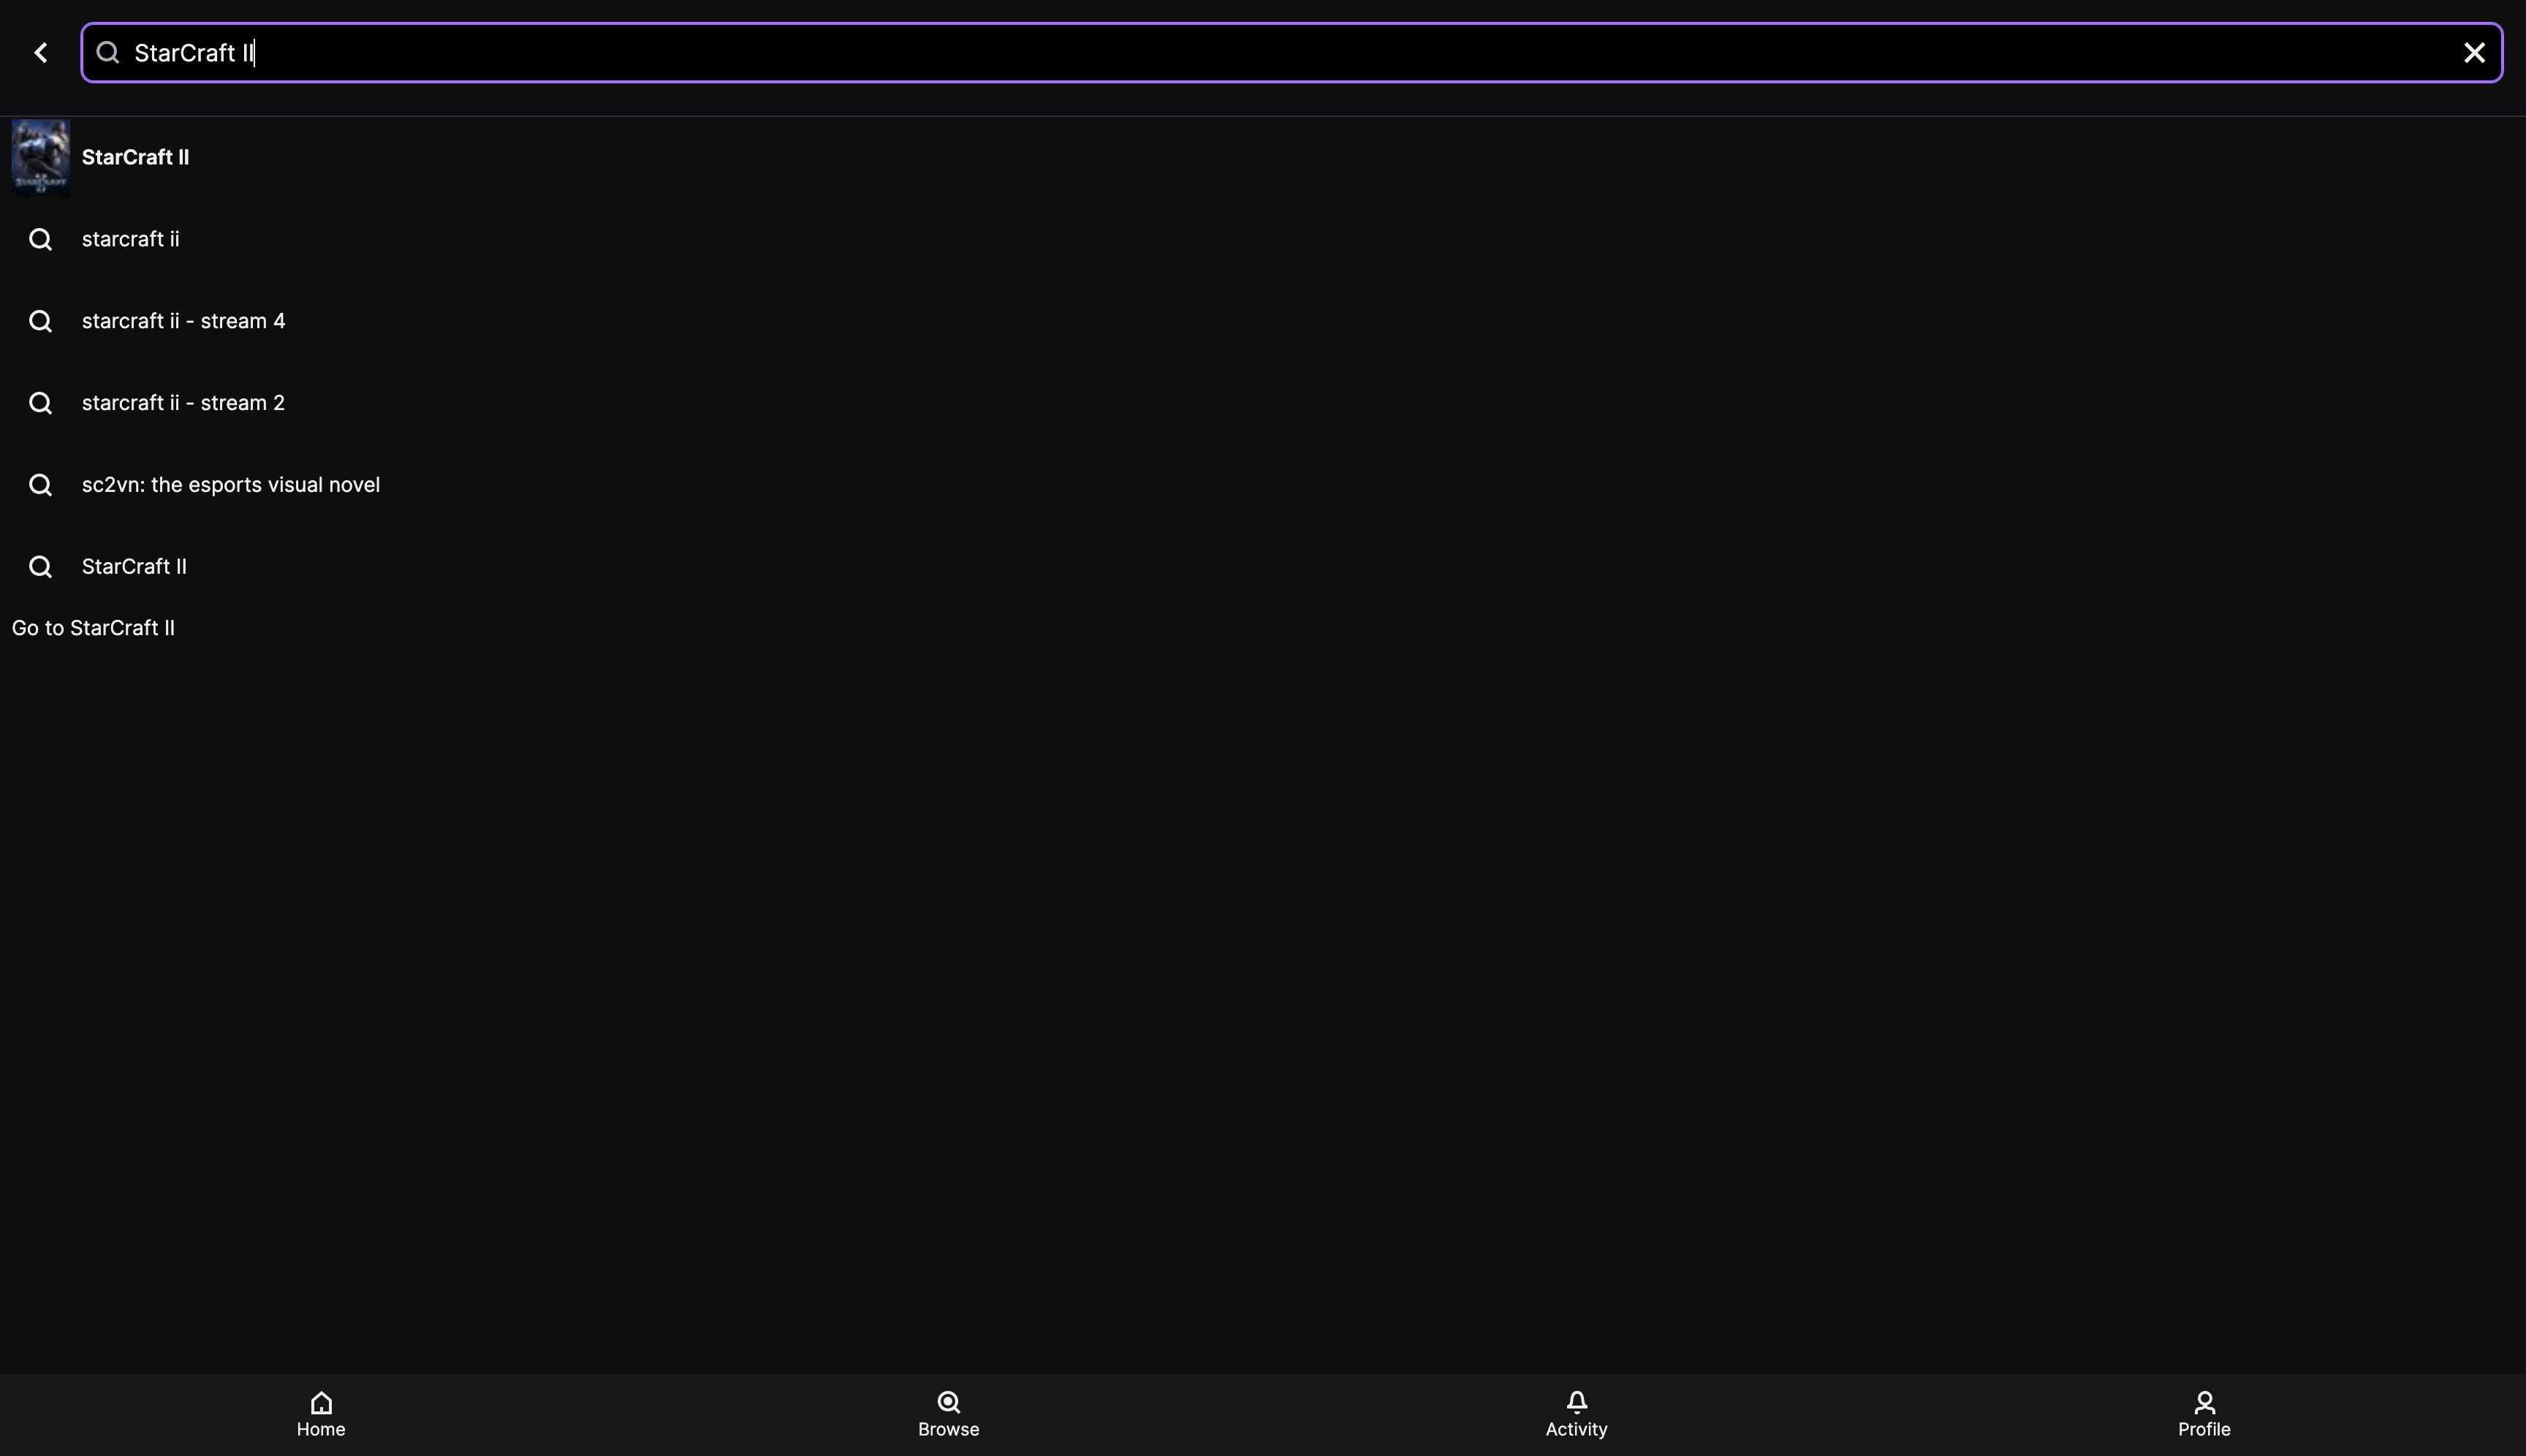 StarCraft II
StarCraft II
starcraft ii
starcraft ii - stream 4
starcraft ii - stream 2
sc2vn: the esports visual novel
StarCraft II
Go to StarCraft II
Home
Browse
Activity
Profile